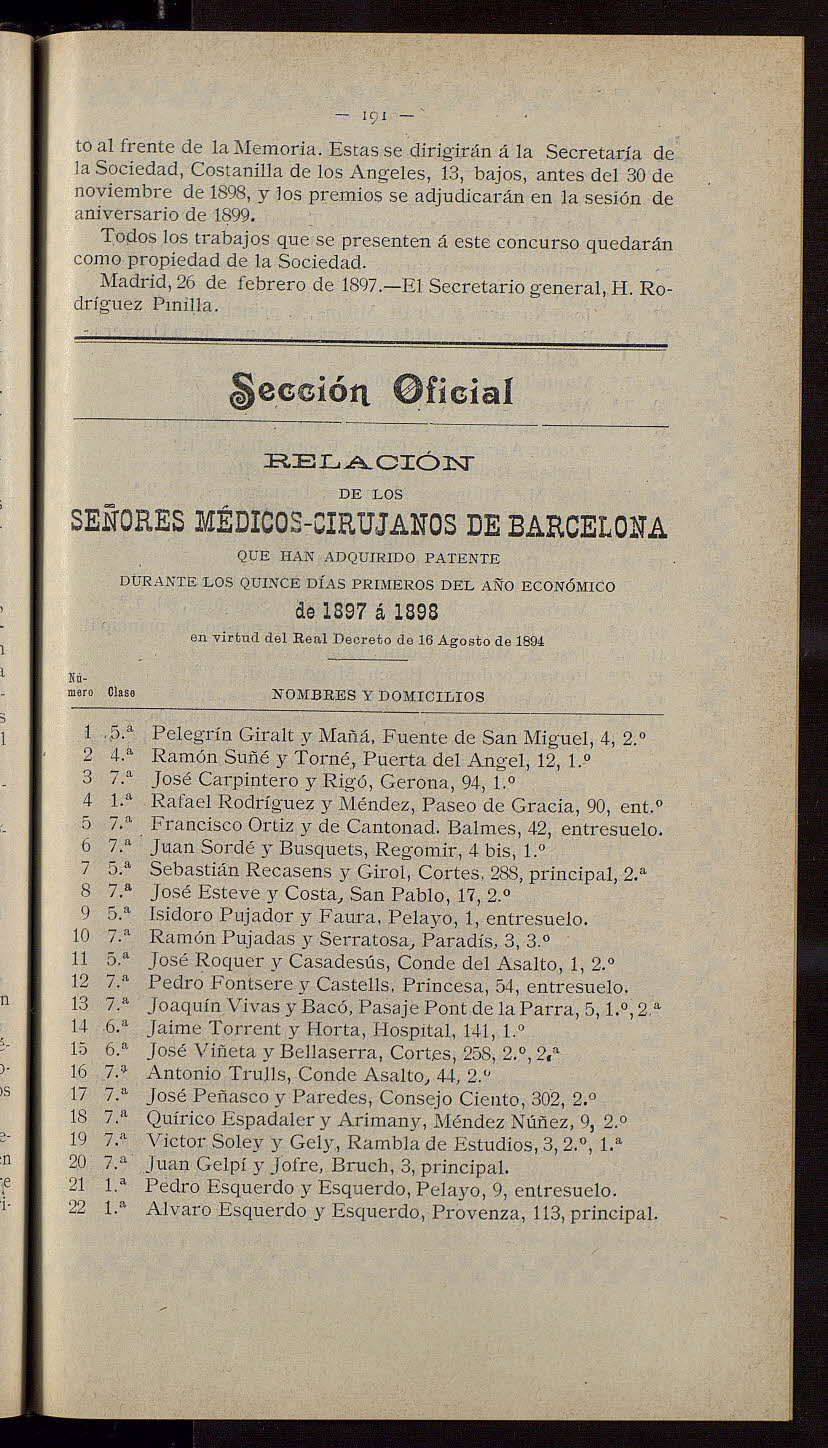 — 191 —
to al frente de la Memoria. Estas se dirigirán á la Secretaría de
la Sociedad, Costanilla de los Angeles, 13, bajos, antes del 30 de
noviembre de 1898, y los premios se adjudicarán en la sesión de
aniversario de 1899.
Todos los trabajos que se presenten á este concurso quedarán
como propiedad de la Sociedad.
Madrid, 26 de febrero de 1897.—El Secretario general, H. Ro-
dríguez Pinilla.
Sección Oficial
RELACIÓN
DE LOS
SEÑORES MÉDICOS-CIRUJANOS DE BARCELONA
QUE HAN ADQUIRIDO PATENTE
DURANTE LOS QUINCE DÍAS PRIMEROS DEL AÑO ECONÓMICO
de 1897 á 1898
en virtud del Real Decreto de 16 Agosto de 1894
Nú-
mero Clase NOMBRES Y DOMICILIOS
1 5.ª Pelegrín Giralt y Mañá, Fuente de San Miguel, 4, 2.º
2 4.ª Ramón Suñé y Torné, Puerta del Angel, 12, 1.º
3 7.ª José Carpintero y Rigó, Gerona, 94, 1.º
4 1.ª Rafael Rodríguez y Méndez, Paseo de Gracia, 90, ent.º
5 7.ª Francisco Ortiz y de Cantonad. Balmes, 42, entresuelo.
6 7.ª Juan Sordé y Busquets, Regomir, 4 bis, 1.º
7 5.ª Sebastián Recasens y Girol, Cortes, 288, principal, 2.ª
8 7.ª José Esteve y Costa, San Pablo, 17, 2.º
9 5.ª Isidoro Pujador y Faura, Pelayo, 1, entresuelo.
10 7.ª Ramón Pujadas y Serratosa, Paradís, 3, 3.º
11 5.ª José Roquer y Casadesús, Conde del Asalto, 1, 2.º
12 7.ª Pedro Fontsere y Castells, Princesa, 54, entresuelo.
13 7.ª Joaquín Vivas y Bacó, Pasaje Pont de la Parra, 5, 1.º, 2.ª
14 6.ª Jaime Torrent y Horta, Hospital, 141, 1.º
15 6.ª José Viñeta y Bellaserra, Cortes, 258, 2.º, 2.ª
16 7.ª Antonio Trulls, Conde Asalto, 44, 2.º
17 7.ª José Peñasco y Paredes, Consejo Ciento, 302, 2.º
18 7.ª Quírico Espadaler y Arimany, Méndez Núñez, 9, 2.º
19 7.ª Victor Soley y Gely, Rambla de Estudios, 3, 2.º, 1.ª
20 7.ª Juan Gelpí y Jofre, Bruch, 3, principal.
21 1.ª Pedro Esquerdo y Esquerdo, Pelayo, 9, entresuelo.
22 1.ª Alvaro Esquerdo y Esquerdo, Provenza, 113, principal.